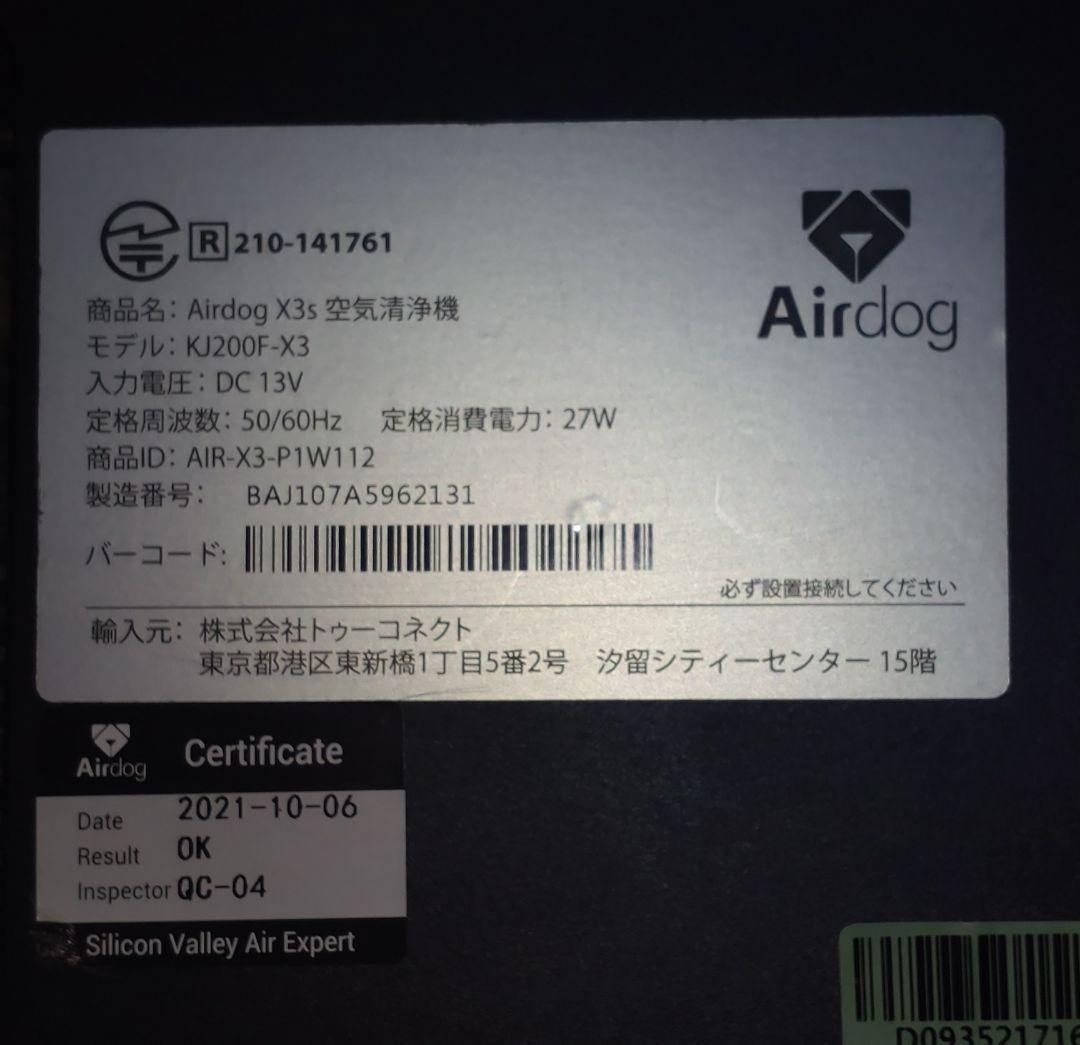 R 210-141761
Airdog
商品名: Airdog X3s 空気清浄機
モデル: KJ200F-X3
入力電圧: DC 13V
定格周波数: 50/60Hz 定格消費電力: 27W
商品ID: AIR-X3-P1W112
製造番号: BAJ107A5962131
バーコード:
必ず設置接続してください
輸入元: 株式会社トゥーコネクト
東京都港区東新橋1丁目5番2号 汐留シティーセンター 15階
Airdog Certificate
Date 2021-10-06
Result OK
Inspector QC-04
Silicon Valley Air Expert
D093521716